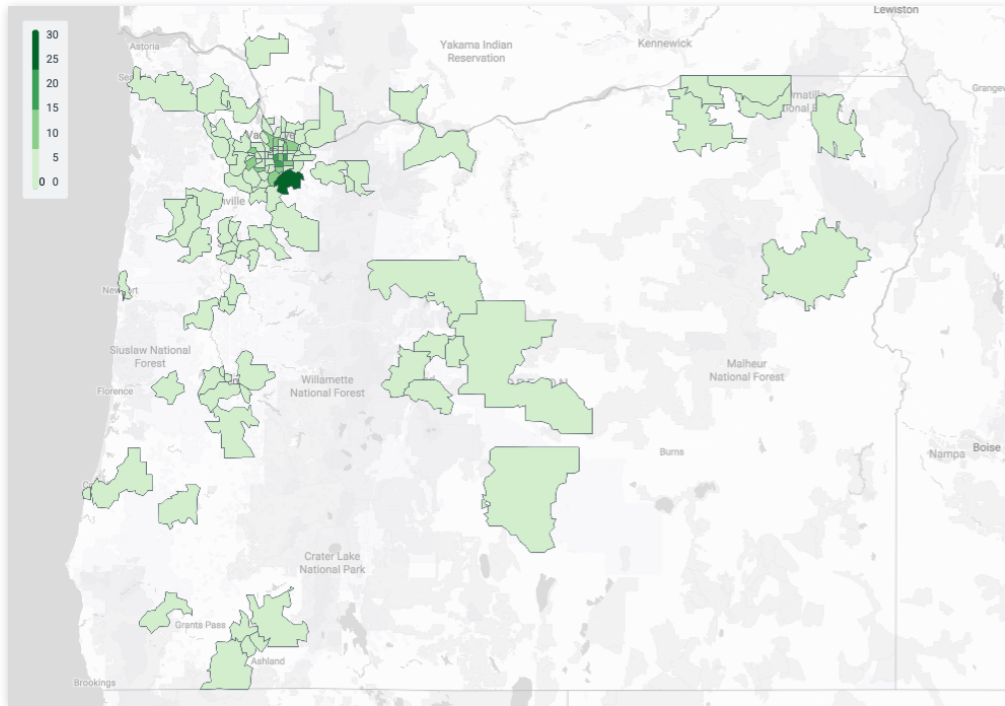 Lewiston
30
25
20
15
10
5
0 0
Astoria
Yakama Indian
Reservation
Kennewick
Grangev
Newport
Siuslaw National
Forest
Florence
Willamette
National Forest
Malheur
National Forest
Burns
Nampa
Boise
Crater Lake
National Park
Grants Pass
Ashland
Brookings